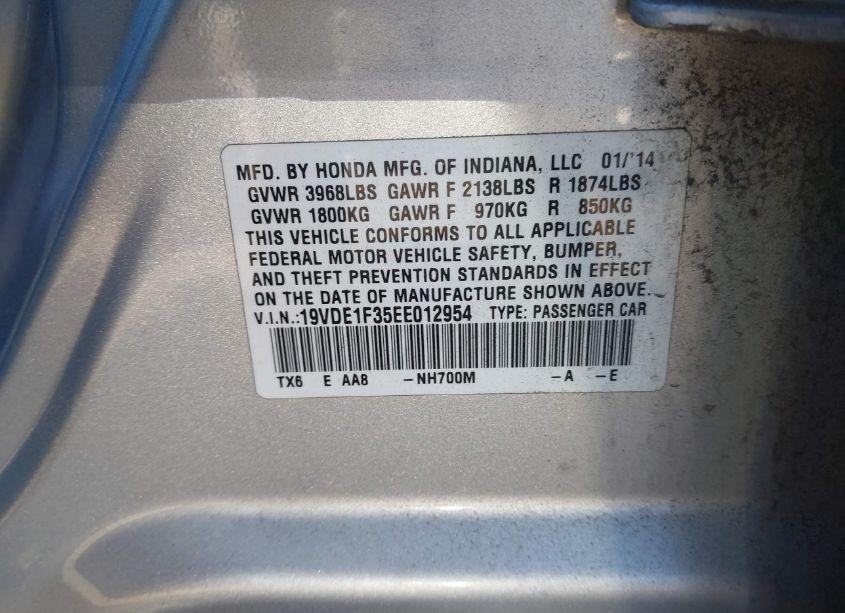 MFD. BY HONDA MFG. OF INDIANA, LLC 01/'14
GVWR 3968LBS GAWR F 2138LBS R 1874LBS
GVWR 1800KG GAWR F 970KG R 850KG
THIS VEHICLE CONFORMS TO ALL APPLICABLE
FEDERAL MOTOR VEHICLE SAFETY, BUMPER,
AND THEFT PREVENTION STANDARDS IN EFFECT
ON THE DATE OF MANUFACTURE SHOWN ABOVE.
V.I.N.:19VDE1F35EE012954 TYPE: PASSENGER CAR
TX6 E AA8 -NH700M -A -E